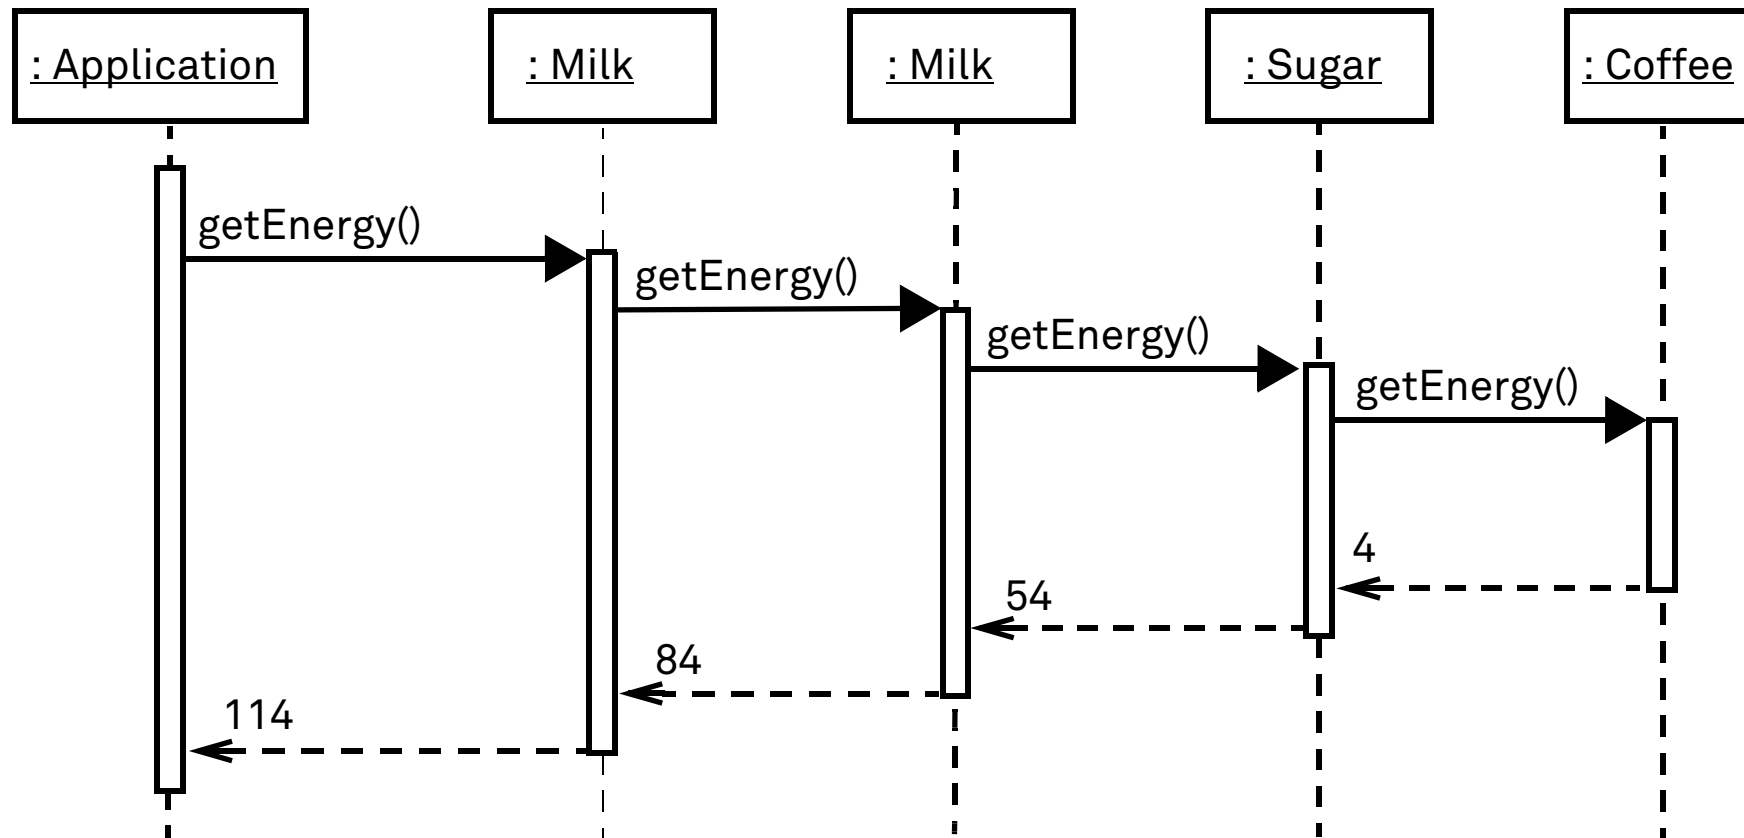 : Application
: Milk
: Milk
: Sugar
: Coffee
getEnergy()
getEnergy()
getEnergy()
getEnergy()
4
54
84
114